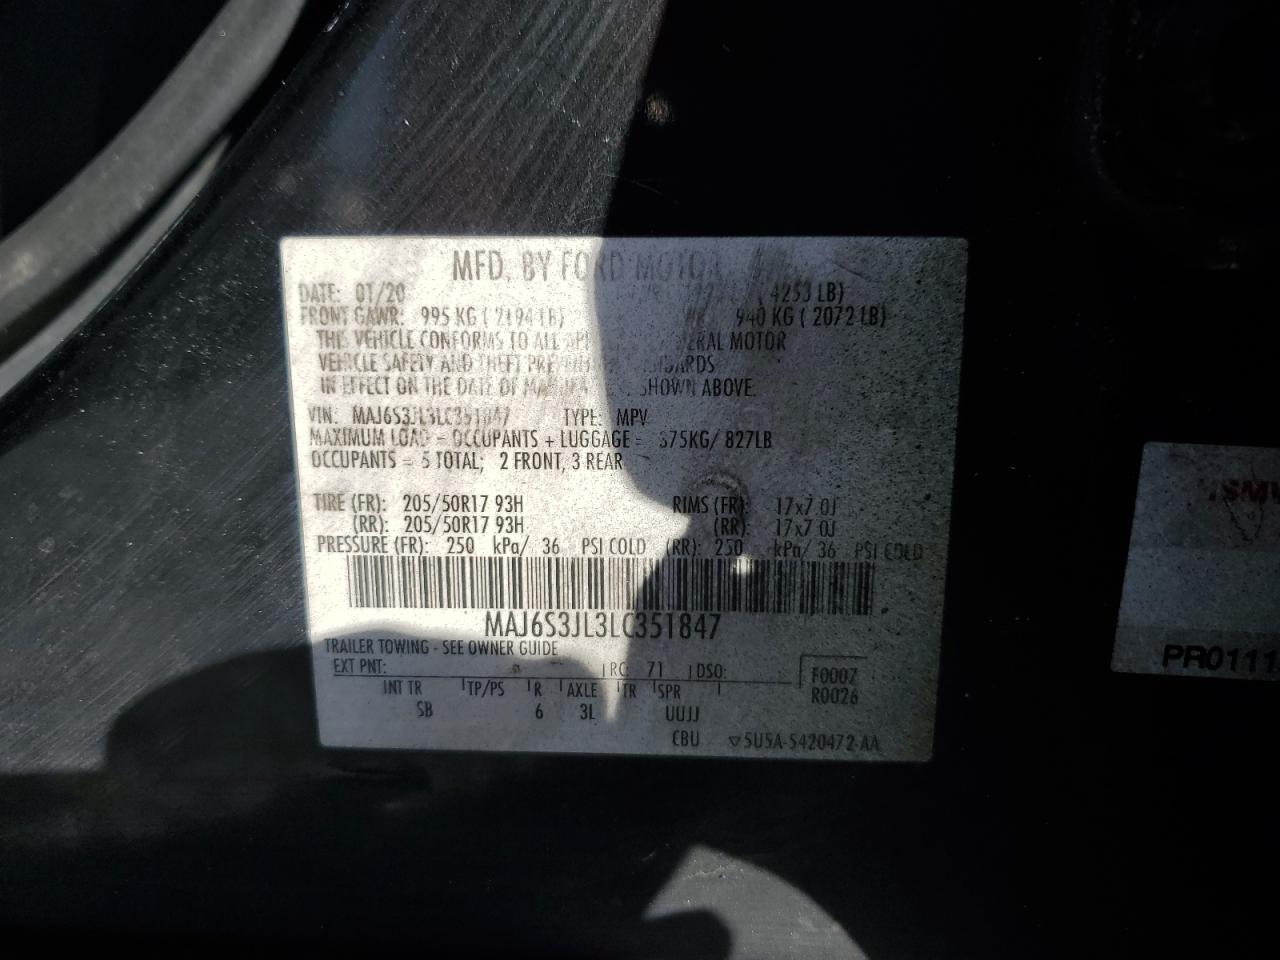 MFD. BY FORD MOTOR
DATE: 01/20 ( 4253 LB)
FRONT GAWR: 995 KG ( 2194 LB) 940 KG ( 2072 LB)
THIS VEHICLE CONFORMS TO ALL MOTOR
VEHICLE SAFETY AND THEFT
IN EFFECT ON THE DATE OF SHOWN ABOVE.
VIN: MAJ6S3JL3LC351847 TYPE: MPV
MAXIMUM LOAD = OCCUPANTS + LUGGAGE = 375KG/ 827LB
OCCUPANTS = 5 TOTAL; 2 FRONT, 3 REAR
TIRE (FR): 205/50R17 93H RIMS (FR): 17x7.0J
(RR): 205/50R17 93H (RR): 17x7.0J
PRESSURE (FR): 250 kPa/ 36 PSI COLD (RR): 250 kPa/ 36 PSI COLD
MAJ6S3JL3LC351847
TRAILER TOWING - SEE OWNER GUIDE
EXT PNT: RC: 71 DSO: F0007
INT TR TP/PS R AXLE TR SPR R0026
SB 6 3L UUJJ
CBU ▽5U5A-5420472-AA
PR0111